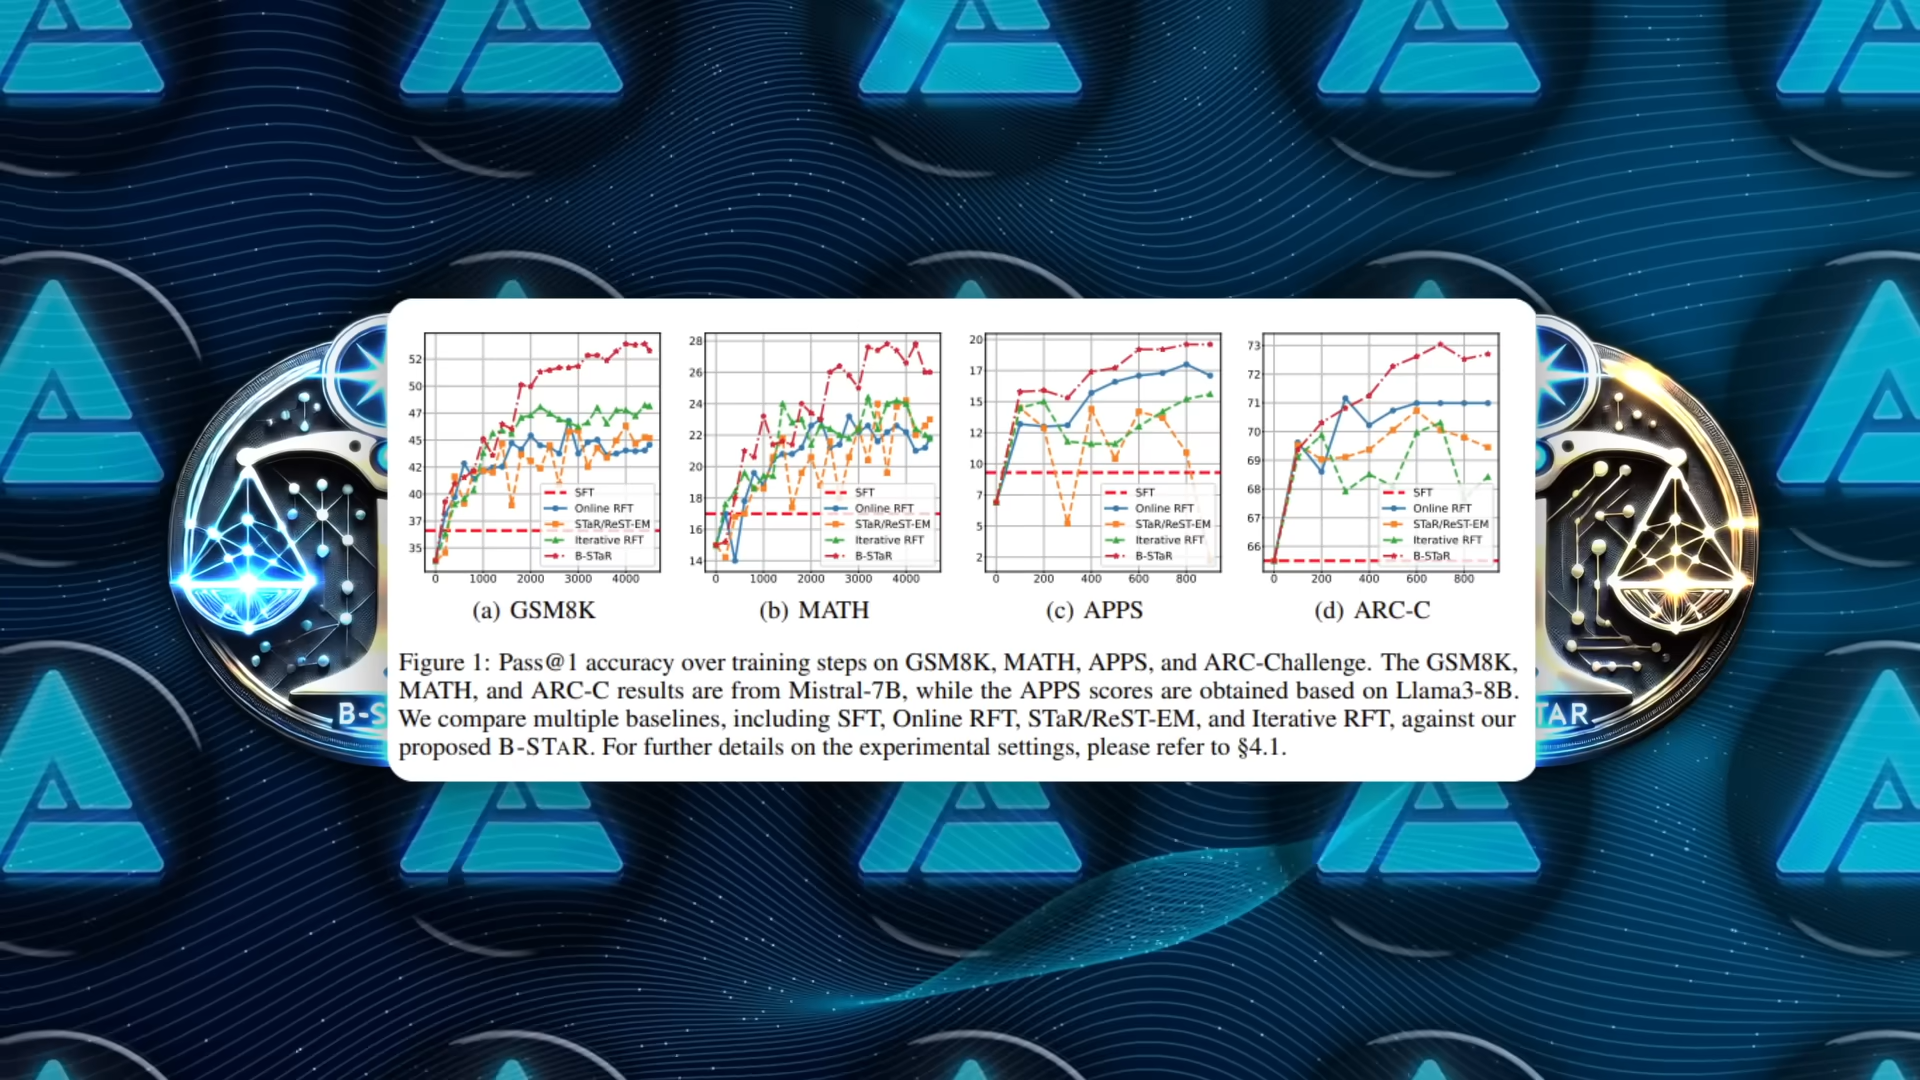 52
50
47
45
42
40
37
35
0 1000 2000 3000 4000
SFT
Online RFT
STaR/ReST-EM
Iterative RFT
B-STaR
(a) GSM8K
28
26
24
22
20
18
16
14
0 1000 2000 3000 4000
SFT
Online RFT
STaR/ReST-EM
Iterative RFT
B-STaR
(b) MATH
20
17
15
12
10
7
5
2
0 200 400 600 800
SFT
Online RFT
STaR/ReST-EM
Iterative RFT
B-STaR
(c) APPS
73
72
71
70
69
68
67
66
0 200 400 600 800
SFT
Online RFT
STaR/ReST-EM
Iterative RFT
B-STaR
(d) ARC-C
Figure 1: Pass@1 accuracy over training steps on GSM8K, MATH, APPS, and ARC-Challenge. The GSM8K,
MATH, and ARC-C results are from Mistral-7B, while the APPS scores are obtained based on Llama3-8B.
We compare multiple baselines, including SFT, Online RFT, STaR/ReST-EM, and Iterative RFT, against our
proposed B-STAR. For further details on the experimental settings, please refer to §4.1.
B-S
TAR